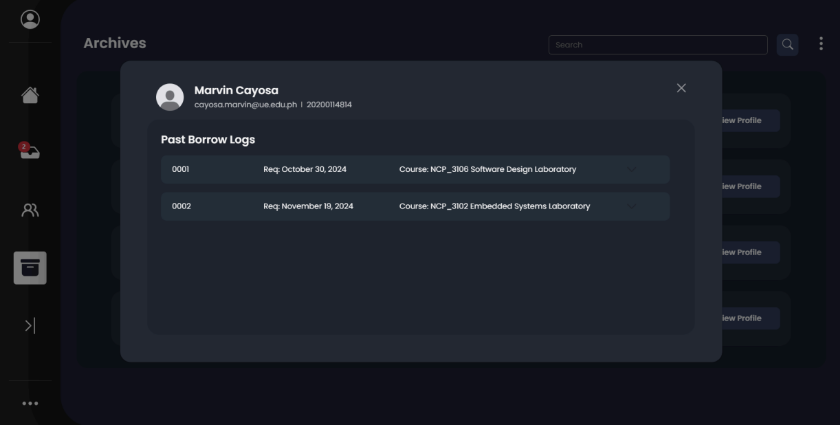 Archives
Search
Marvin Cayosa
cayosa.marvin@ue.edu.ph | 20200114814
Past Borrow Logs
0001 Req: October 30, 2024 Course: NCP_3106 Software Design Laboratory
0002 Req: November 19, 2024 Course: NCP_3102 Embedded Systems Laboratory
2
iew Profile
iew Profile
iew Profile
iew Profile